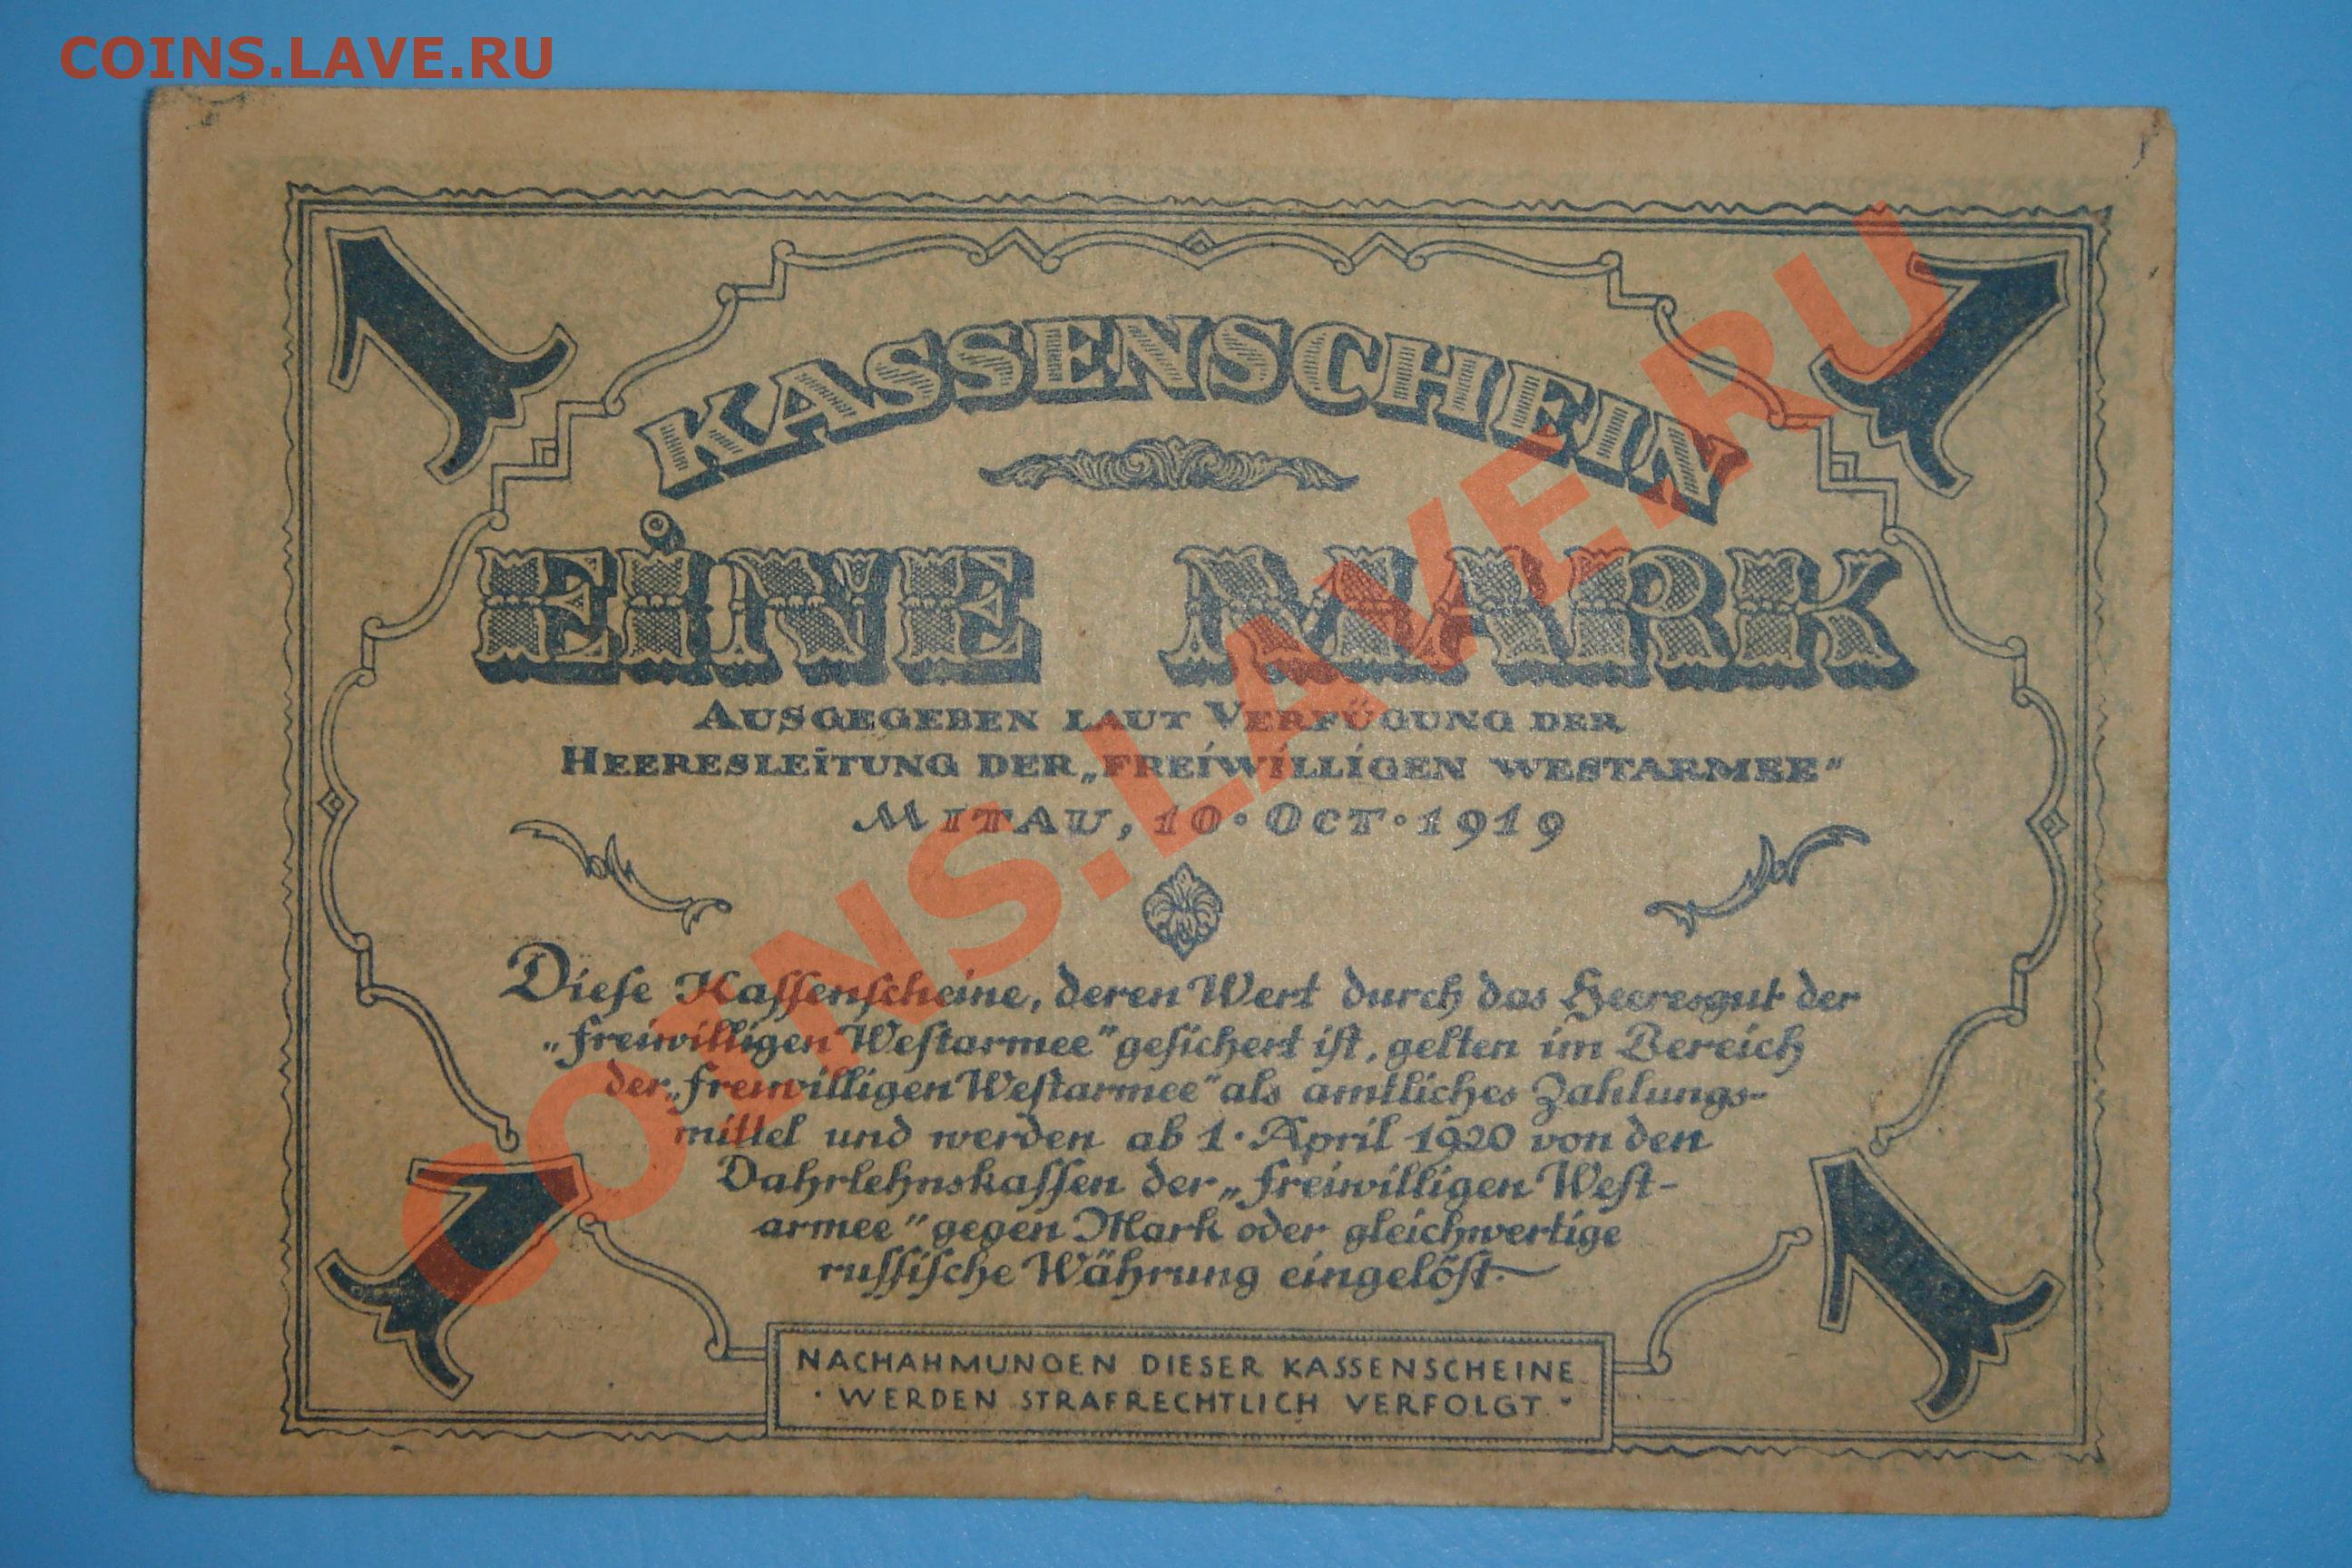 COINS.LAVE.RU
1 1
KASSENSCHEIN
EINE MARK
AUSGEGEBEN LAUT VERFÜGUNG DER
HEERESLEITUNG DER „FREIWILLIGEN WESTARMEE"
MITAU, 10. OCT. 1919
Dieſe Kaſſenſcheine, deren Wert durch das Heeresgut der
„freiwilligen Weſtarmee" geſichert iſt, gelten im Bereich
der „freiwilligen Weſtarmee" als amtliches Zahlungs-
mittel und werden ab 1. April 1920 von den
Dahrlehnskaſſen der „freiwilligen Weſt-
armee" gegen Mark oder gleichwertige
ruſſiſche Währung eingelöſt.
1 1
NACHAHMUNGEN DIESER KASSENSCHEINE
· WERDEN STRAFRECHTLICH VERFOLGT ·
COINS.LAVE.RU